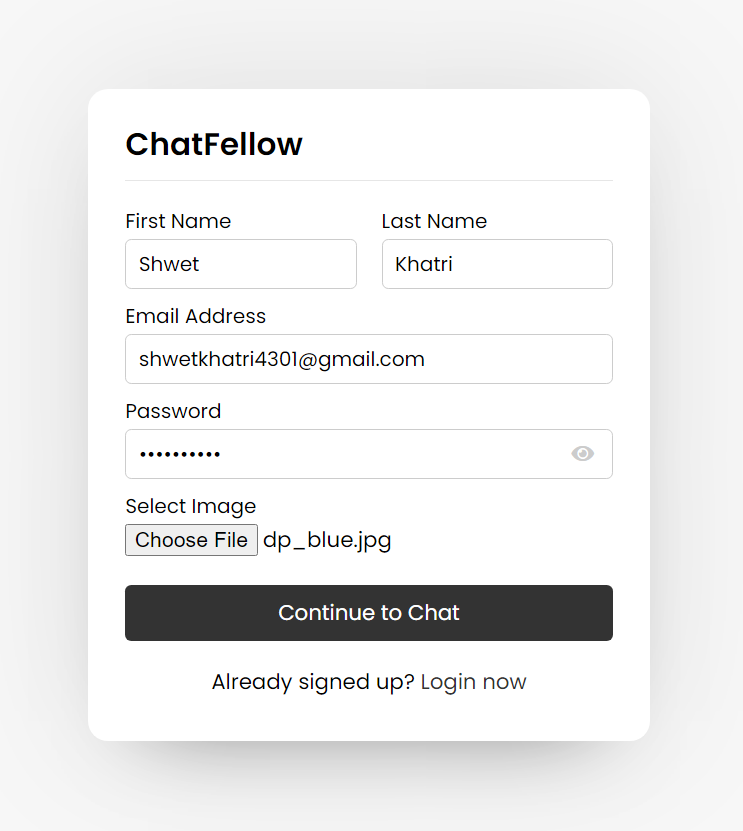 ChatFellow
First Name Last Name
Shwet Khatri
Email Address
shwetkhatri4301@gmail.com
Password
••••••••••
Select Image
Choose File dp_blue.jpg
Continue to Chat
Already signed up? Login now